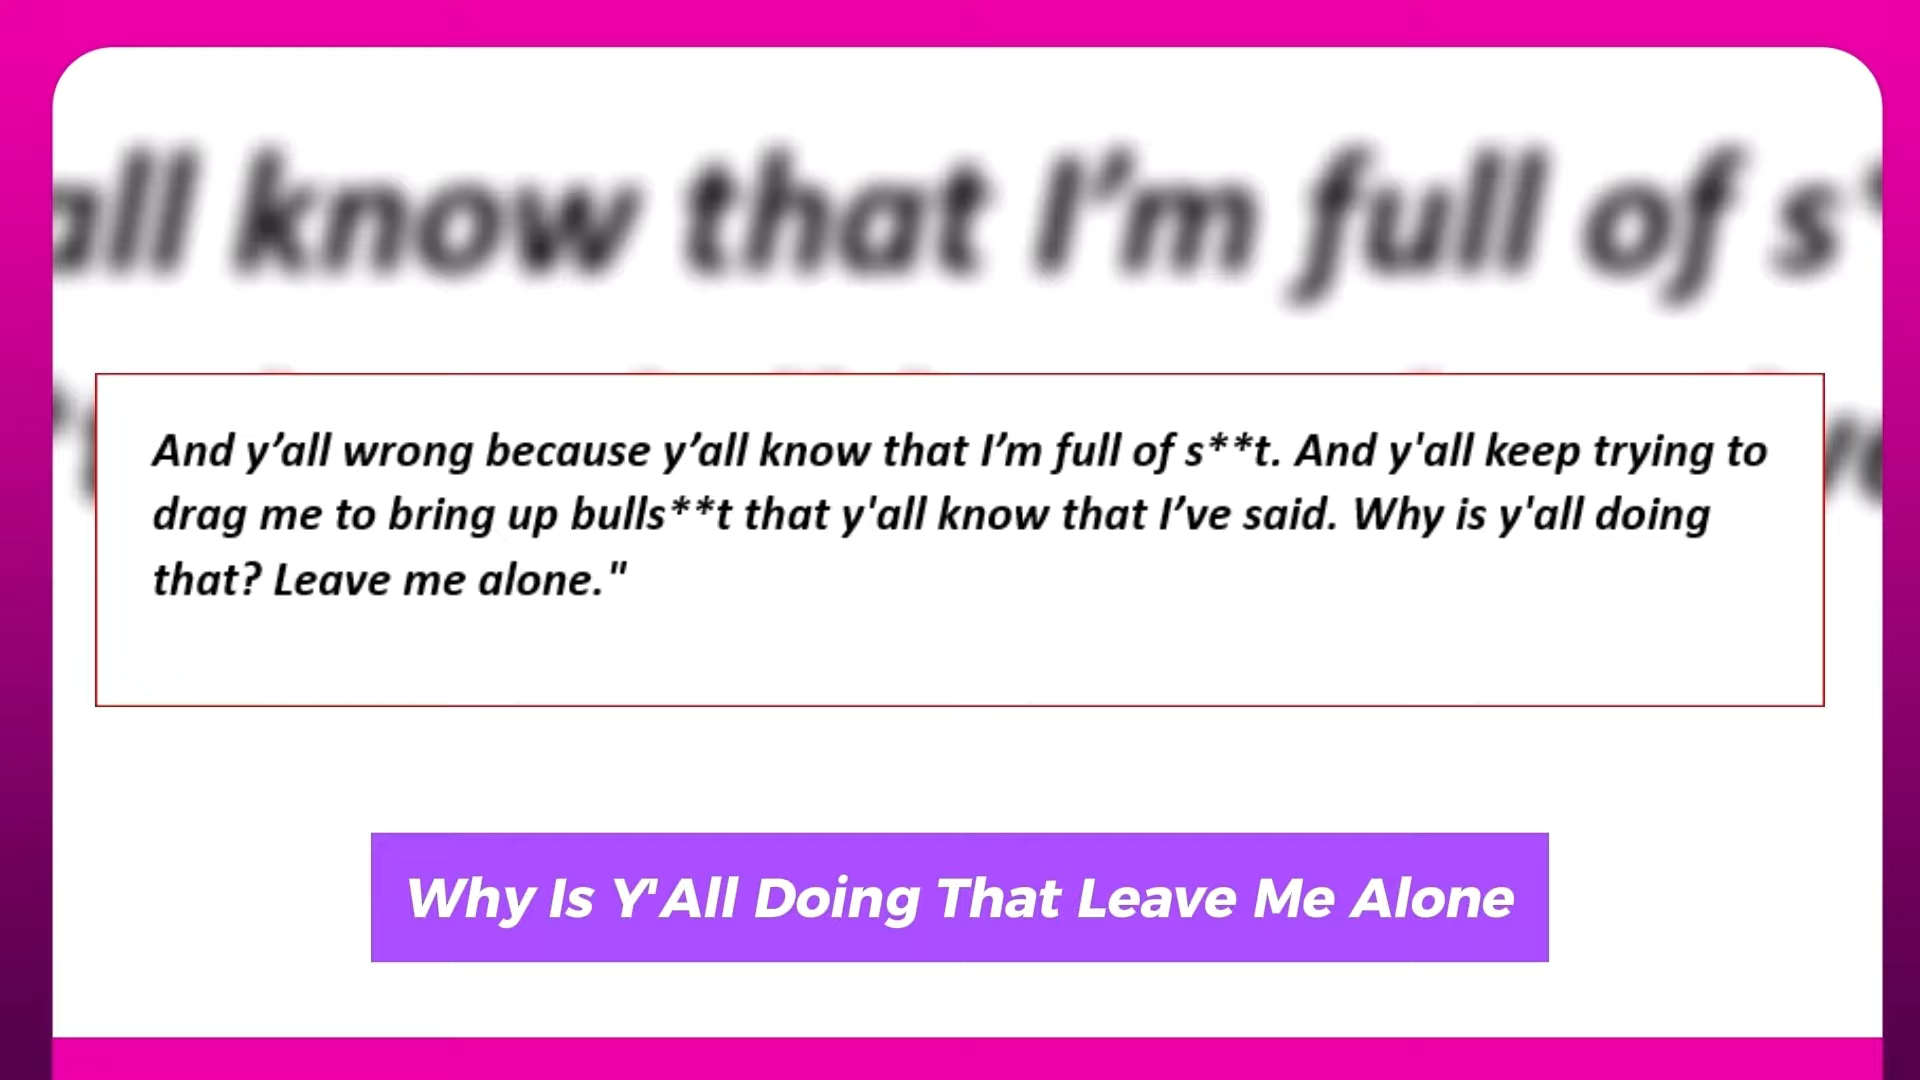 all know that I’m full of s*
And y’all wrong because y’all know that I’m full of s**t. And y'all keep trying to
drag me to bring up bulls**t that y'all know that I’ve said. Why is y'all doing
that? Leave me alone."
Why Is Y'All Doing That Leave Me Alone